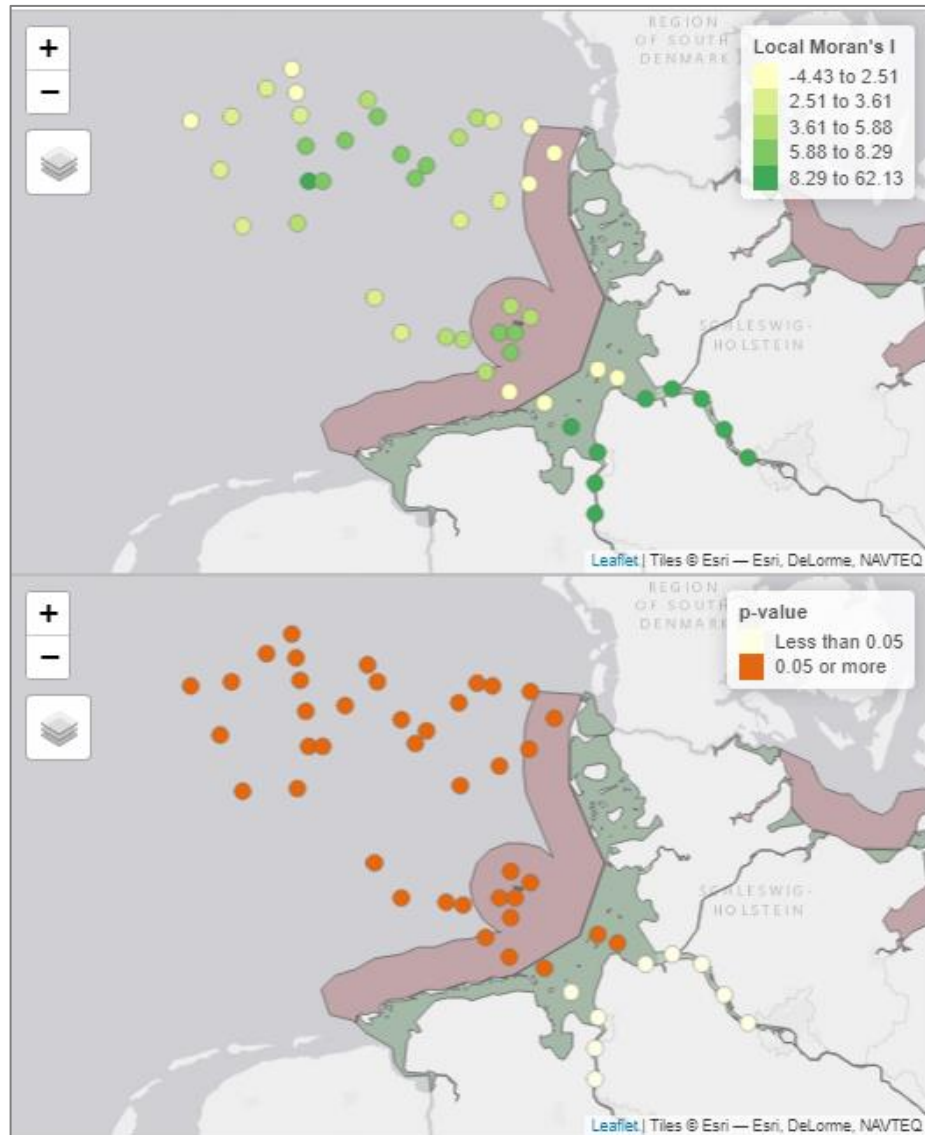 +
−
REGION
OF SOUTH
DENMARK
Local Moran's I
-4.43 to 2.51
2.51 to 3.61
3.61 to 5.88
5.88 to 8.29
8.29 to 62.13
SCHLESWIG-
HOLSTEIN
Leaflet | Tiles © Esri — Esri, DeLorme, NAVTEQ
+
−
REGION
OF SOUTH
DENMARK
p-value
Less than 0.05
0.05 or more
SCHLESWIG-
HOLSTEIN
Leaflet | Tiles © Esri — Esri, DeLorme, NAVTEQ